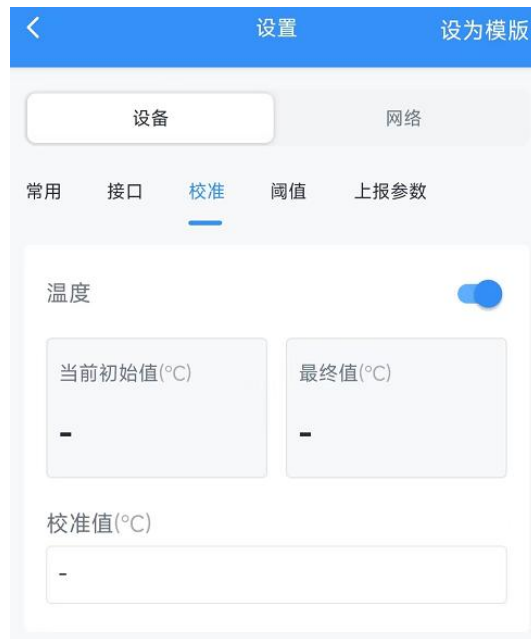 设置 设为模版
设备 网络
常用 接口 校准 阈值 上报参数
温度
当前初始值(°C) 最终值(°C)
- -
校准值(°C)
-